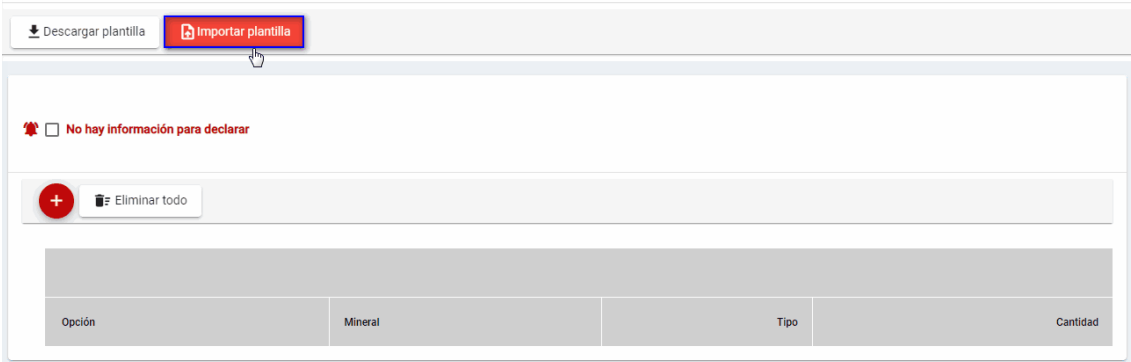 Descargar plantilla Importar plantilla
No hay información para declarar
Eliminar todo
Opción Mineral Tipo Cantidad